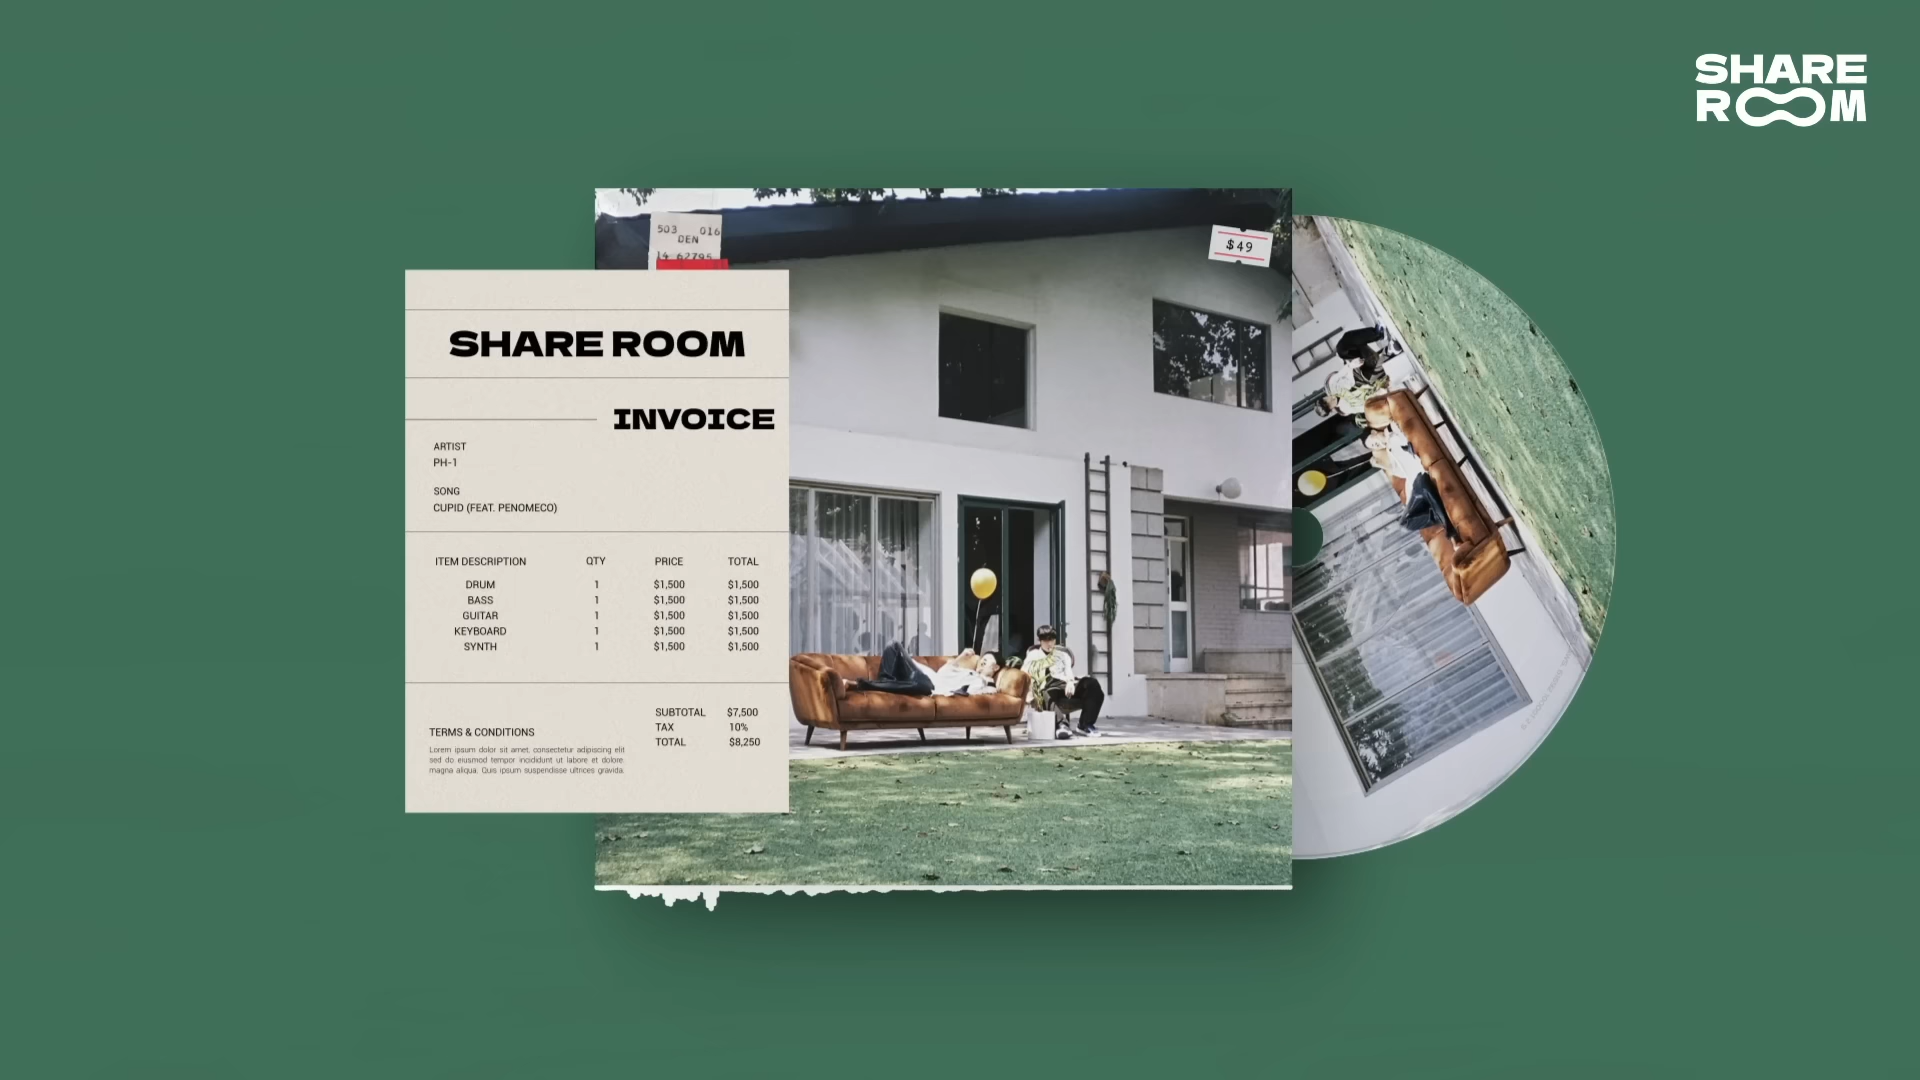 SHARE
ROOM
503 016
DEN
14 62795
$49
SHARE ROOM
INVOICE
ARTIST
PH-1
SONG
CUPID (FEAT. PENOMECO)
ITEM DESCRIPTION QTY PRICE TOTAL
DRUM 1 $1,500 $1,500
BASS 1 $1,500 $1,500
GUITAR 1 $1,500 $1,500
KEYBOARD 1 $1,500 $1,500
SYNTH 1 $1,500 $1,500
SUBTOTAL $7,500
TAX 10%
TOTAL $8,250
TERMS & CONDITIONS
Lorem ipsum dolor sit amet, consectetur adipiscing elit
sed do eiusmod tempor incididunt ut labore et dolore.
magna aliqua. Quis ipsum suspendisse ultrices gravida.